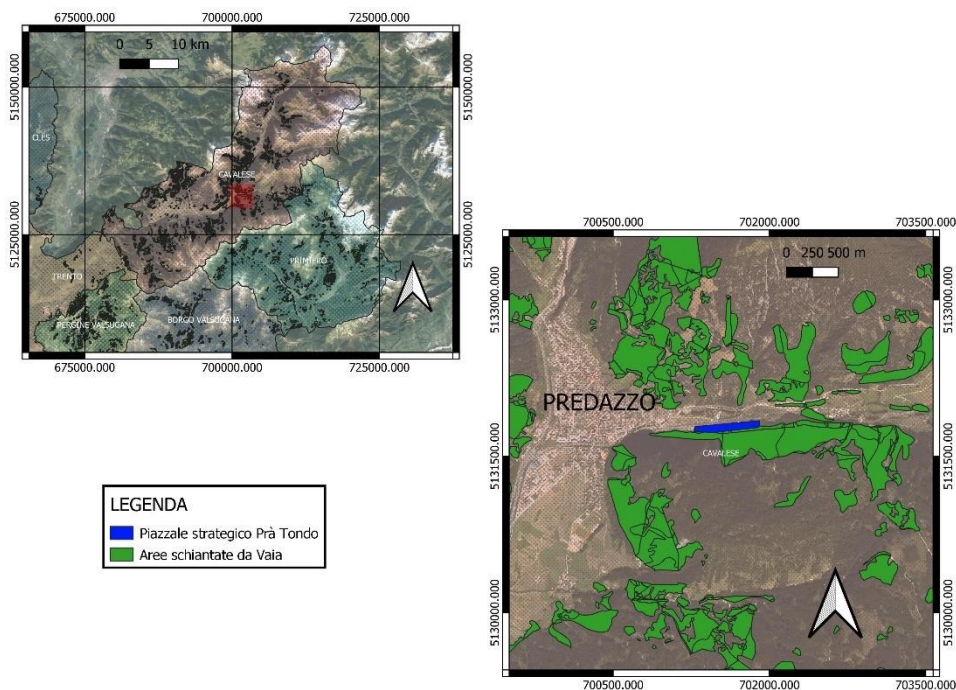 675000.000 700000.000 725000.000
0 5 10 km
5150000.000 5150000.000
CLES
CAVALESE
5125000.000 5125000.000
PRIMIERO
TRENTO
PERGINE VALSUGANA
BORGO VALSUGANA
675000.000 700000.000 725000.000
700500.000 702000.000 703500.000
0 250 500 m
5133000.000 5133000.000
PREDAZZO
5131500.000 5131500.000
CAVALESE
5130000.000 5130000.000
700500.000 702000.000 703500.000
LEGENDA
Piazzale strategico Prà Tondo
Aree schiantate da Vaia